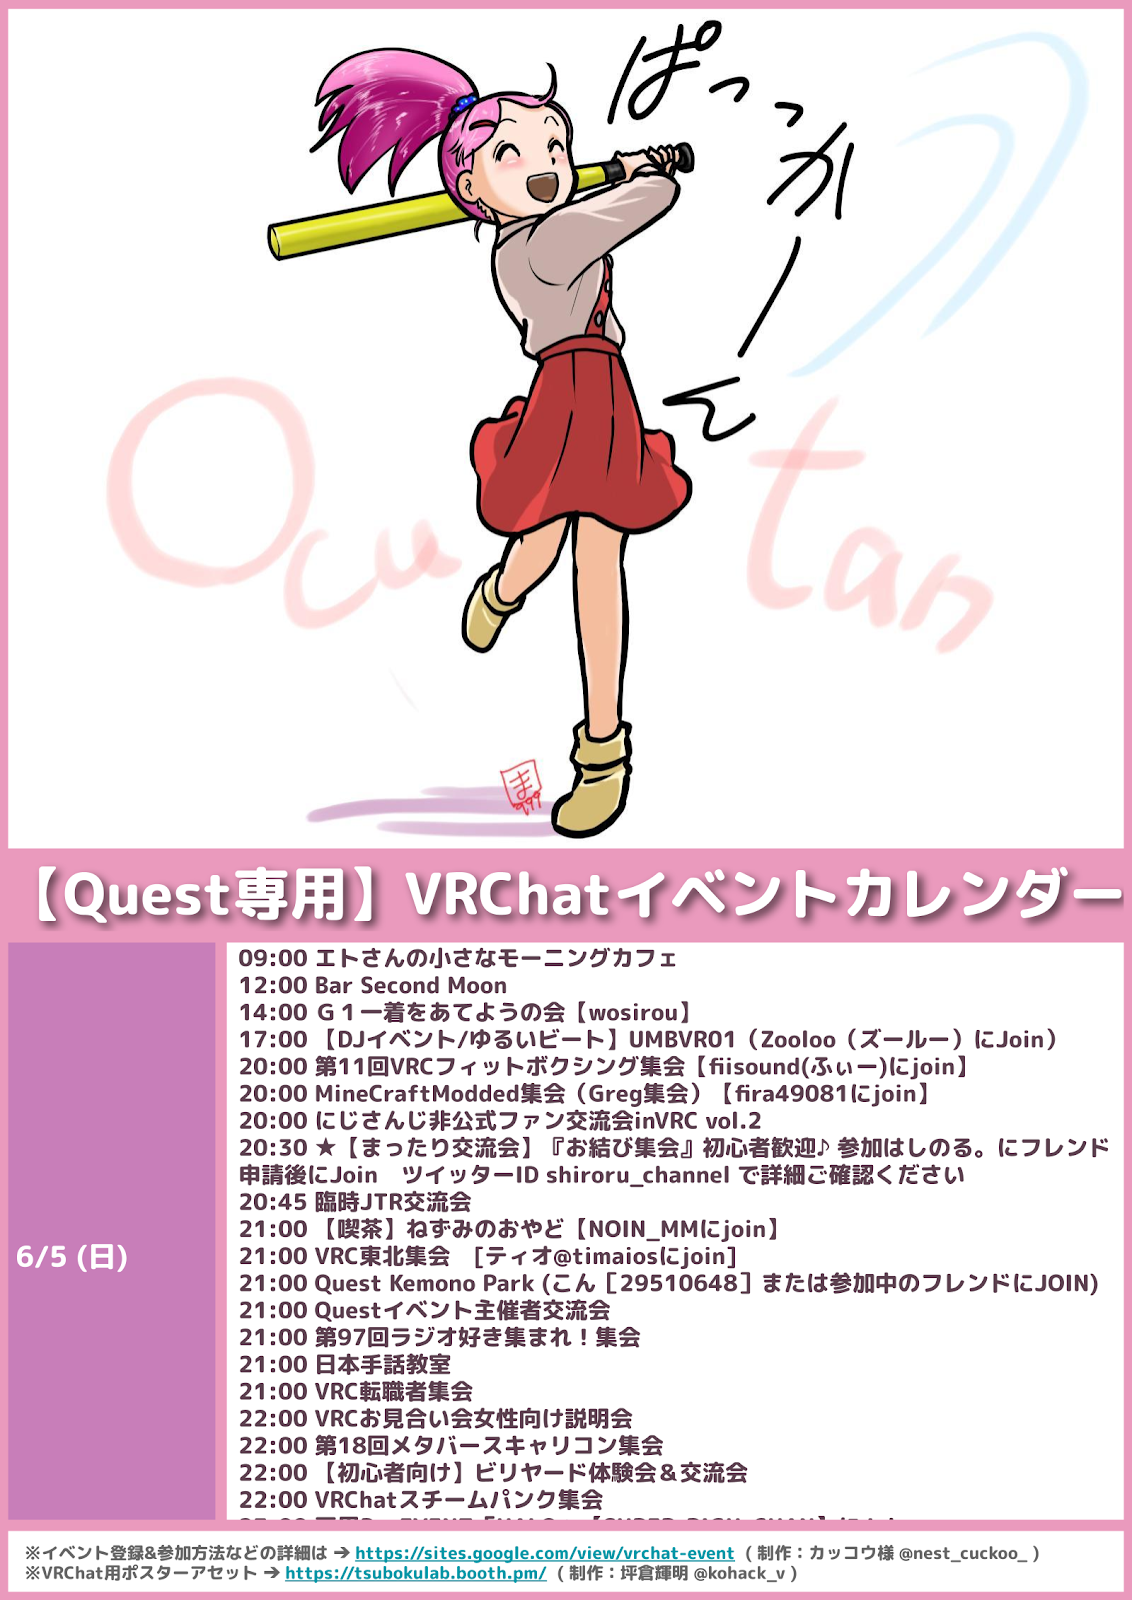 ぱっっかーん
Ocu tan
ま
999
【Quest専用】VRChatイベントカレンダー
6/5 (日)
09:00 エトさんの小さなモーニングカフェ
12:00 Bar Second Moon
14:00 Ｇ１一着をあてようの会【wosirou】
17:00 【DJイベント/ゆるいビート】UMBVR01（Zooloo（ズールー）にJoin）
20:00 第11回VRCフィットボクシング集会【fiisound(ふぃー)にjoin】
20:00 MineCraftModded集会（Greg集会）【fira49081にjoin】
20:00 にじさんじ非公式ファン交流会inVRC vol.2
20:30 ★【まったり交流会】『お結び集会』初心者歓迎♪ 参加はしのる。にフレンド
申請後にJoin　ツイッターID shiroru_channel で詳細ご確認ください
20:45 臨時JTR交流会
21:00 【喫茶】ねずみのおやど【NOIN_MMにjoin】
21:00 VRC東北集会　[ティオ@timaiosにjoin]
21:00 Quest Kemono Park (こん［29510648］または参加中のフレンドにJOIN)
21:00 Questイベント主催者交流会
21:00 第97回ラジオ好き集まれ！集会
21:00 日本手話教室
21:00 VRC転職者集会
22:00 VRCお見合い会女性向け説明会
22:00 第18回メタバースキャリコン集会
22:00 【初心者向け】ビリヤード体験会＆交流会
22:00 VRChatスチームパンク集会
※イベント登録&参加方法などの詳細は ➔ https://sites.google.com/view/vrchat-event ( 制作：カッコウ様 @nest_cuckoo_ )
※VRChat用ポスターアセット ➔ https://tsubokulab.booth.pm/ ( 制作：坪倉輝明 @kohack_v )